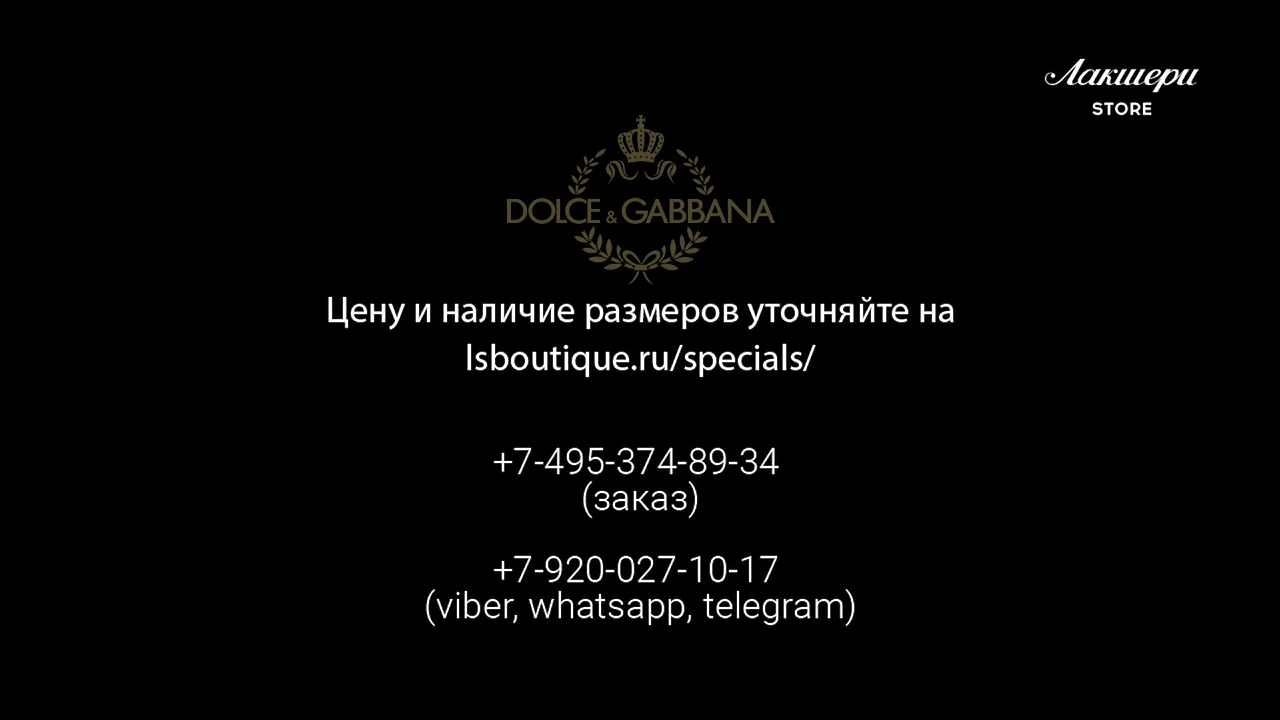 Лакшери
STORE
DOLCE & GABBANA
Цену и наличие размеров уточняйте на
lsboutique.ru/specials/
+7-495-374-89-34
(заказ)
+7-920-027-10-17
(viber, whatsapp, telegram)